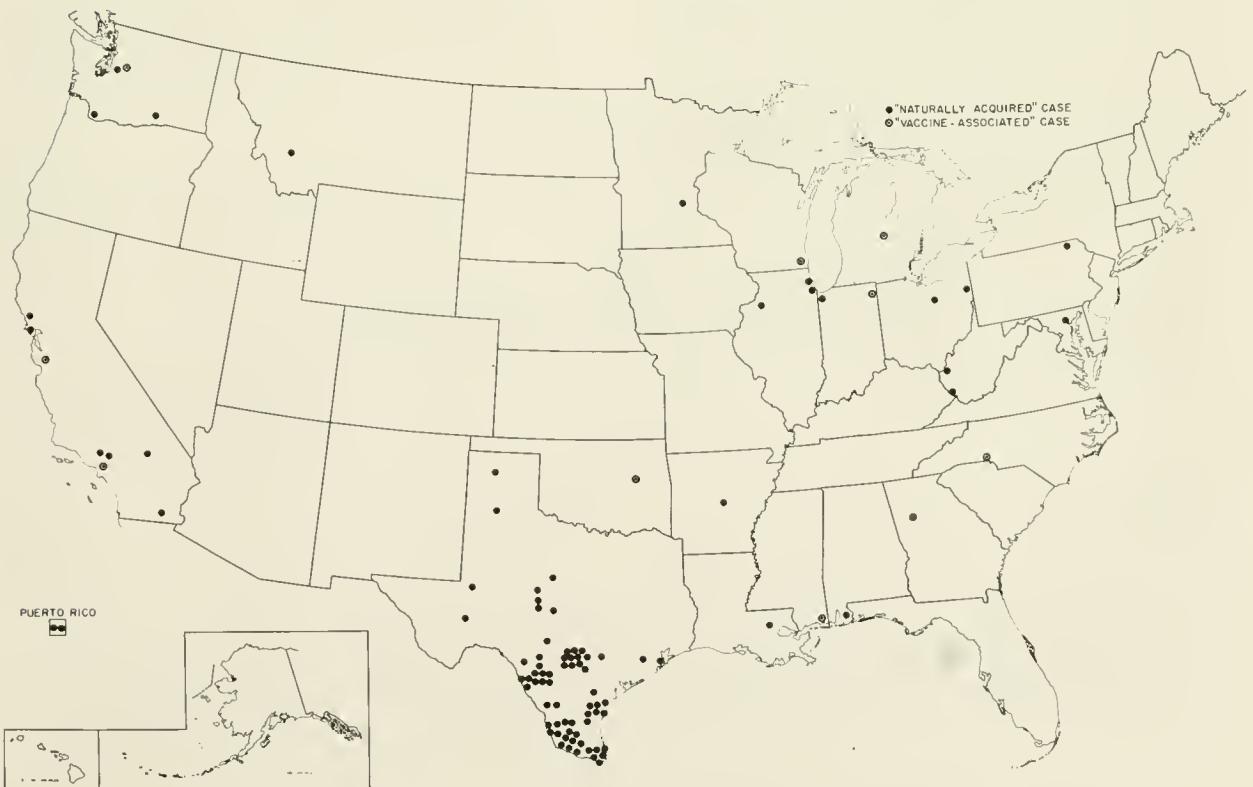 "NATURALLY ACQUIRED" CASE
"VACCINE-ASSOCIATED" CASE
PUERTO RICO